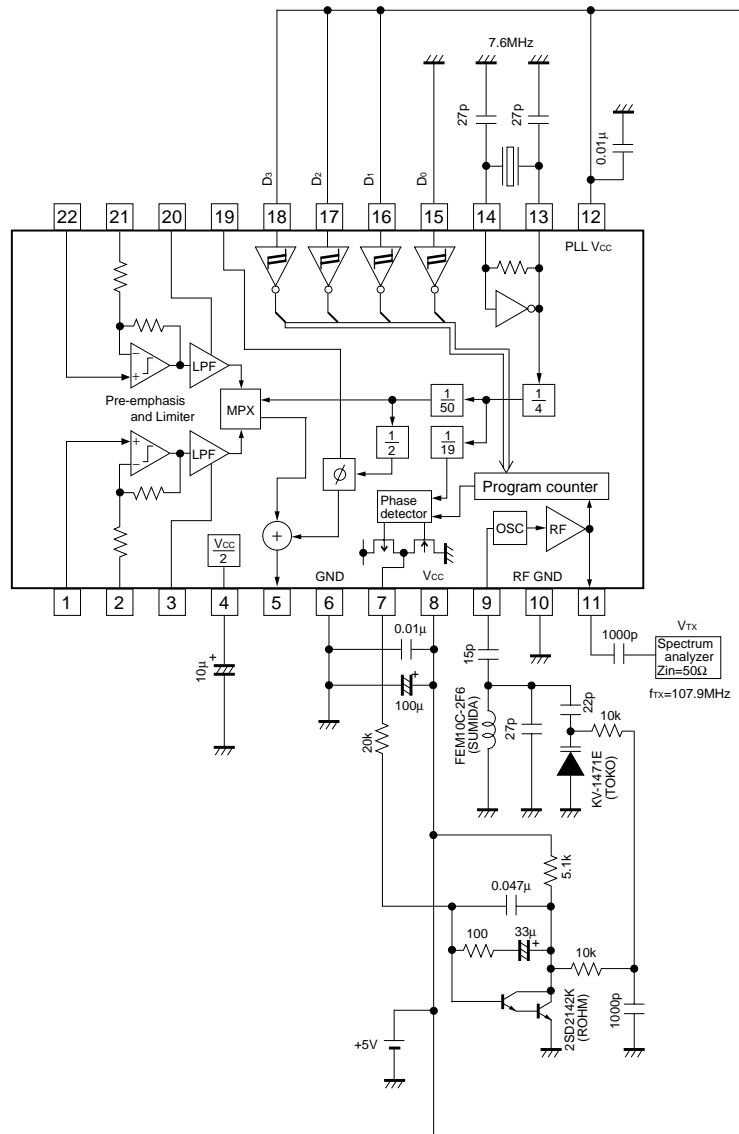 7.6MHz
27p
27p
0.01µ
D3
D2
D1
D0
22
21
20
19
18
17
16
15
14
13
12
PLL VCC
LPF
Pre-emphasis
and Limiter
MPX
1/50
1/4
1/2
1/19
LPF
ϕ
Phase
detector
Program counter
VCC/2
+
OSC
RF
GND
VCC
RF GND
1
2
3
4
5
6
7
8
9
10
11
10µ
+
0.01µ
100µ
+
20k
15p
FEM10C-2F6
(SUMIDA)
27p
22p
10k
KV-1471E
(TOKO)
1000p
VTX
Spectrum
analyzer
Zin=50Ω
fTX=107.9MHz
5.1k
0.047µ
100
33µ
+
10k
2SD2142K
(ROHM)
1000p
+5V